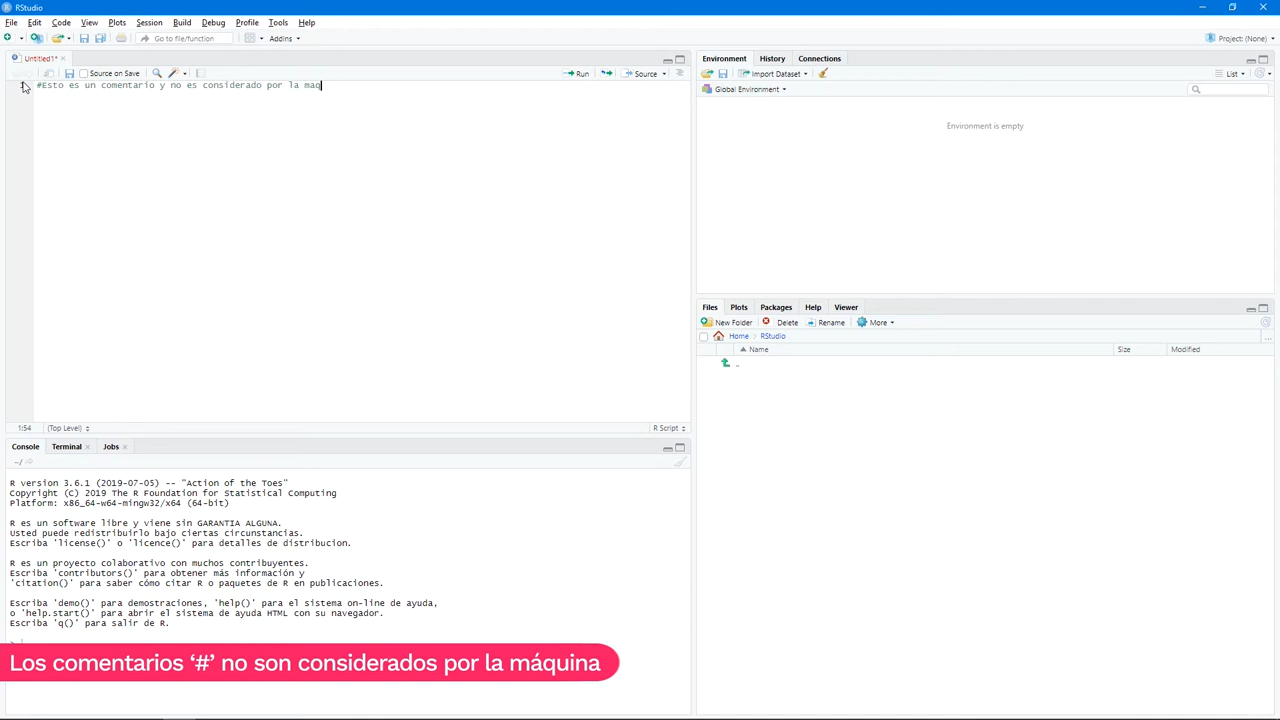 RStudio
File Edit Code View Plots Session Build Debug Profile Tools Help
Go to file/function Addins Project: (None)
Untitled1*
Source on Save Run Source
1 #Esto es un comentario y no es considerado por la maq
1:54 (Top Level) R Script
Console Terminal Jobs
~/
R version 3.6.1 (2019-07-05) -- "Action of the Toes"
Copyright (C) 2019 The R Foundation for Statistical Computing
Platform: x86_64-w64-mingw32/x64 (64-bit)
R es un software libre y viene sin GARANTIA ALGUNA.
Usted puede redistribuirlo bajo ciertas circunstancias.
Escriba 'license()' o 'licence()' para detalles de distribucion.
R es un proyecto colaborativo con muchos contribuyentes.
Escriba 'contributors()' para obtener más información y
'citation()' para saber cómo citar R o paquetes de R en publicaciones.
Escriba 'demo()' para demostraciones, 'help()' para el sistema on-line de ayuda,
o 'help.start()' para abrir el sistema de ayuda HTML con su navegador.
Escriba 'q()' para salir de R.
>
Los comentarios ‘#’ no son considerados por la máquina
Environment History Connections
Import Dataset List
Global Environment
Environment is empty
Files Plots Packages Help Viewer
New Folder Delete Rename More
Home RStudio ...
Name Size Modified
..